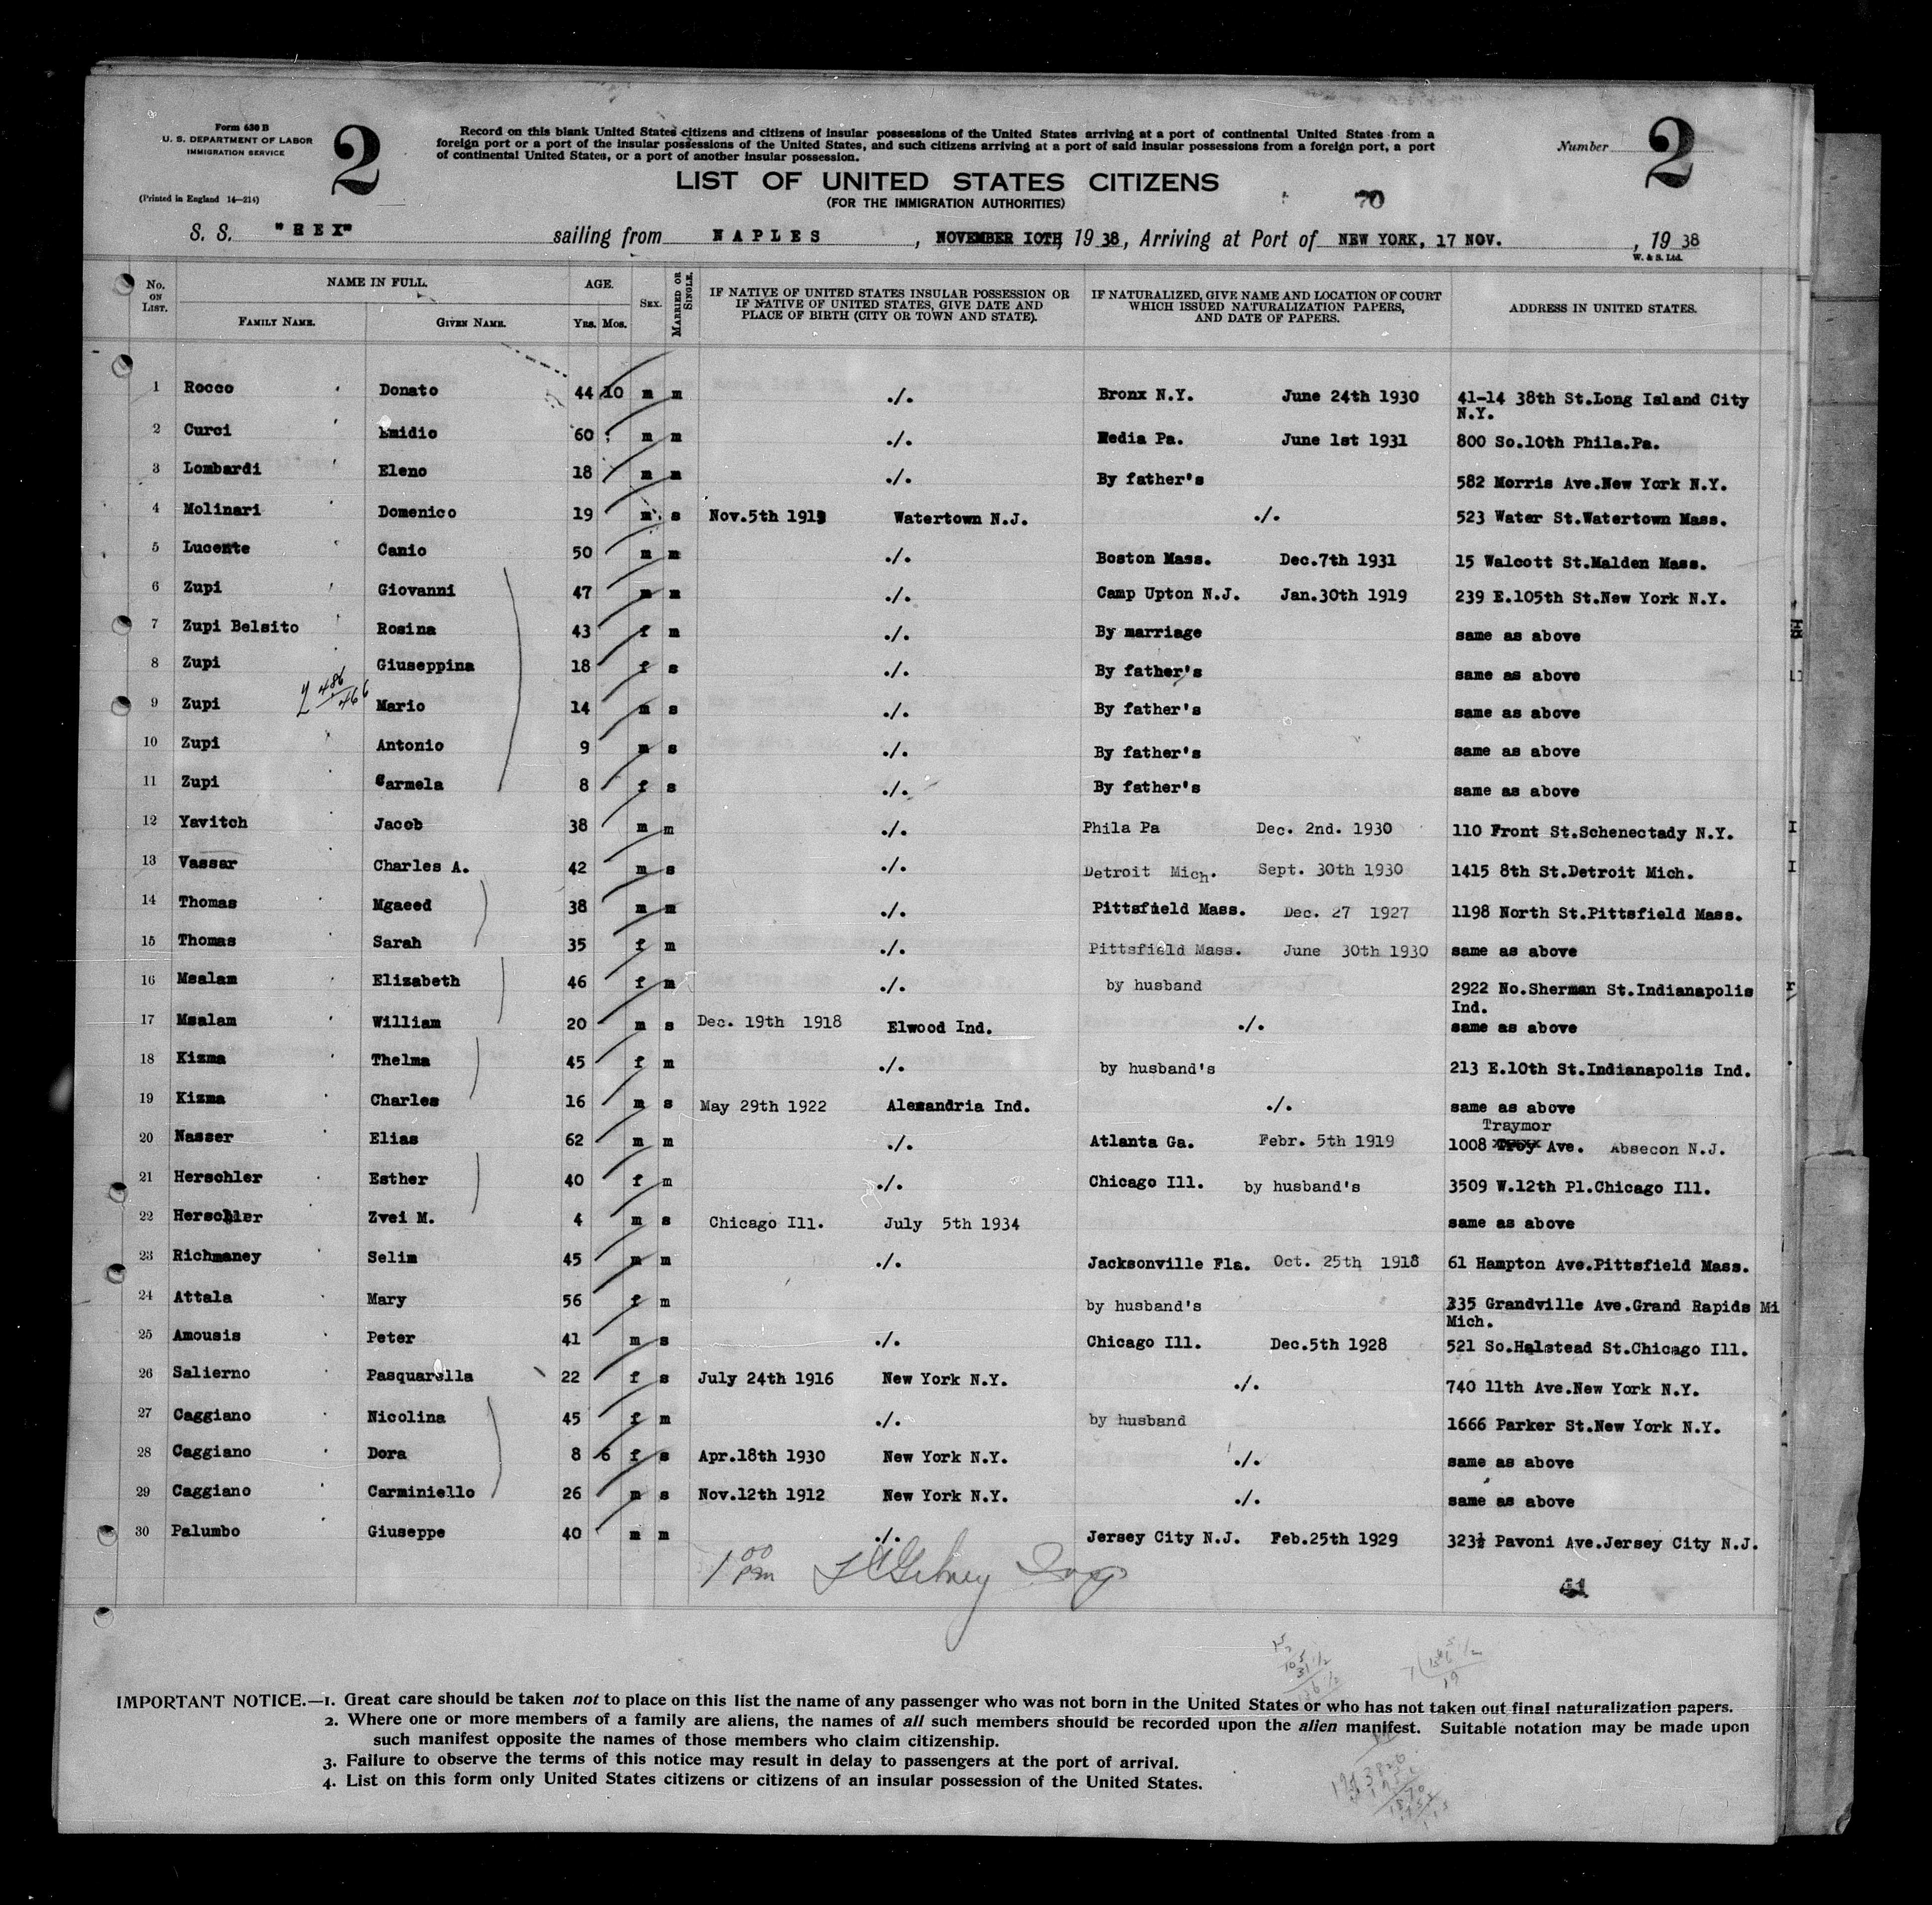 Form 630 B
U. S. DEPARTMENT OF LABOR
IMMIGRATION SERVICE
(Printed in England 14—214)
2
Record on this blank United States citizens and citizens of insular possessions of the United States arriving at a port of continental United States from a
foreign port or a port of the insular possessions of the United States, and such citizens arriving at a port of said insular possessions from a foreign port, a port
of continental United States, or a port of another insular possession.
Number 2
LIST OF UNITED STATES CITIZENS
(FOR THE IMMIGRATION AUTHORITIES)
70
S. S. "REX" sailing from NAPLES, NOVEMBER 10TH, 19 38, Arriving at Port of NEW YORK, 17 NOV., 19 38
W. & S. Ltd.
No. ON LIST. NAME IN FULL. FAMILY NAME. GIVEN NAME. AGE. YRS. MOS. SEX. MARRIED OR SINGLE. IF NATIVE OF UNITED STATES INSULAR POSSESSION OR IF NATIVE OF UNITED STATES, GIVE DATE AND PLACE OF BIRTH (CITY OR TOWN AND STATE). IF NATURALIZED, GIVE NAME AND LOCATION OF COURT WHICH ISSUED NATURALIZATION PAPERS, AND DATE OF PAPERS. ADDRESS IN UNITED STATES.
1 Rocco Donato 44 10 m m ./. Bronx N.Y. June 24th 1930 41-14 38th St.Long Island City
N.Y.
2 Curci Emidio 60 m m ./. Media Pa. June 1st 1931 800 So.10th Phila.Pa.
3 Lombardi Eleno 18 m m ./. By father's 582 Morris Ave.New York N.Y.
4 Molinari Domenico 19 m s Nov.5th 1919 Watertown N.J. ./. 523 Water St.Watertown Mass.
5 Lucente Canio 50 m m ./. Boston Mass. Dec.7th 1931 15 Walcott St.Malden Mass.
6 Zupi Giovanni 47 m m ./. Camp Upton N.J. Jan.30th 1919 239 E.105th St.New York N.Y.
7 Zupi Belsito Rosina 43 f m ./. By marriage same as above
8 Zupi Giuseppina 18 f s ./. By father's same as above
486
466
9 Zupi Mario 14 m s ./. By father's same as above
10 Zupi Antonio 9 m s ./. By father's same as above
11 Zupi Carmela 8 f s ./. By father's same as above
12 Yavitch Jacob 38 m m ./. Phila Pa Dec. 2nd. 1930 110 Front St.Schenectady N.Y.
13 Vassar Charles A. 42 m s ./. Detroit Mich. Sept. 30th 1930 1415 8th St.Detroit Mich.
14 Thomas Mgaeed 38 m m ./. Pittsfield Mass. Dec. 27 1927 1198 North St.Pittsfield Mass.
15 Thomas Sarah 35 f m ./. Pittsfield Mass. June 30th 1930 same as above
16 Msalam Elizabeth 46 f m ./. by husband 2922 No.Sherman St.Indianapolis
Ind.
17 Msalam William 20 m s Dec. 19th 1918 Elwood Ind. ./. same as above
18 Kizma Thelma 45 f m ./. by husband's 213 E.10th St.Indianapolis Ind.
19 Kizma Charles 16 m s May 29th 1922 Alexandria Ind. ./. same as above
Traymor
20 Nasser Elias 62 m m ./. Atlanta Ga. Febr. 5th 1919 1008 Troy Ave. Absecon N.J.
21 Herschler Esther 40 f m ./. Chicago Ill. by husband's 3509 W.12th Pl.Chicago Ill.
22 Herschler Zvei M. 4 m s Chicago Ill. July 5th 1934 same as above
23 Richmaney Selim 45 m m ./. Jacksonville Fla. Oct. 25th 1918 61 Hampton Ave.Pittsfield Mass.
24 Attala Mary 56 f m by husband's 335 Grandville Ave.Grand Rapids Mi
Mich.
25 Amousis Peter 41 m s ./. Chicago Ill. Dec.5th 1928 521 So.Halstead St.Chicago Ill.
26 Salierno Pasquarella 22 f s July 24th 1916 New York N.Y. ./. 740 11th Ave.New York N.Y.
27 Caggiano Nicolina 45 f m ./. by husband 1666 Parker St.New York N.Y.
28 Caggiano Dora 8 6 f s Apr.18th 1930 New York N.Y. ./. same as above
29 Caggiano Carminiello 26 m s Nov.12th 1912 New York N.Y. ./. same as above
30 Palumbo Giuseppe 40 m m ./. Jersey City N.J. Feb.25th 1929 323½ Pavoni Ave.Jersey City N.J.
1 00 pm
41
IMPORTANT NOTICE.—1. Great care should be taken not to place on this list the name of any passenger who was not born in the United States or who has not taken out final naturalization papers.
2. Where one or more members of a family are aliens, the names of all such members should be recorded upon the alien manifest. Suitable notation may be made upon
such manifest opposite the names of those members who claim citizenship.
3. Failure to observe the terms of this notice may result in delay to passengers at the port of arrival.
4. List on this form only United States citizens or citizens of an insular possession of the United States.